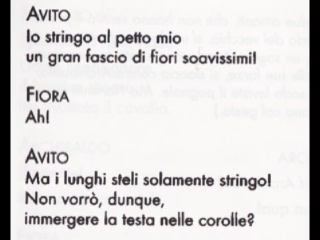 AVITO
Io stringo al petto mio
un gran fascio di fiori soavissimi!
FIORA
Ah!
AVITO
Ma i lunghi steli solamente stringo!
Non vorrò, dunque,
immergere la testa nelle corolle?